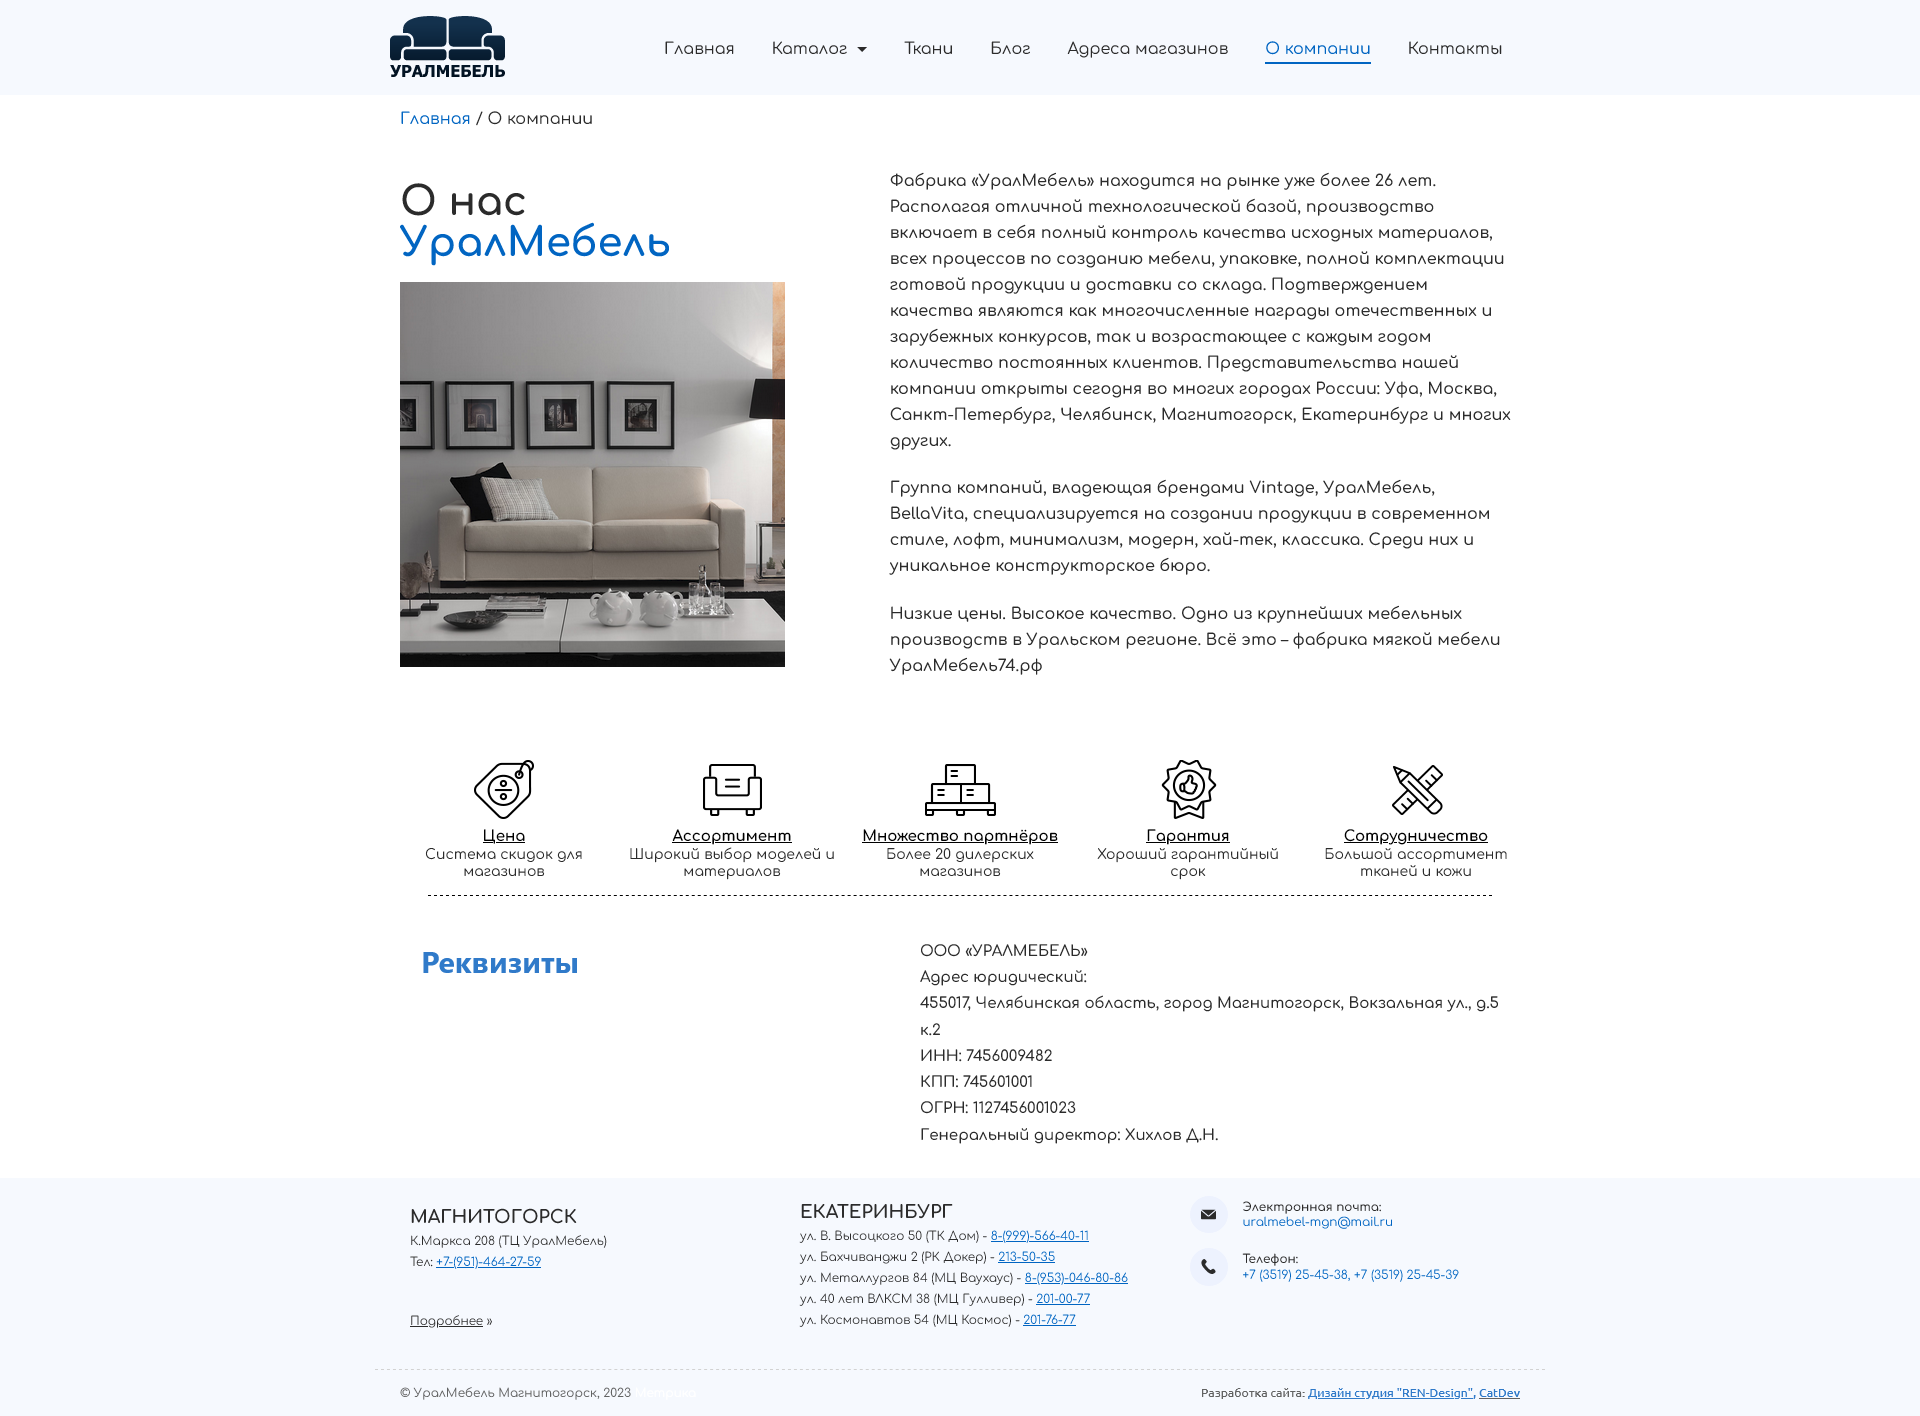 УРАЛМЕБЕЛЬ
Главная
Каталог
Ткани
Блог
Адреса магазинов
О компании
Контакты
Главная / О компании
О нас
УралМебель
Фабрика «УралМебель» находится на рынке уже более 26 лет.
Располагая отличной технологической базой, производство
включает в себя полный контроль качества исходных материалов,
всех процессов по созданию мебели, упаковке, полной комплектации
готовой продукции и доставки со склада. Подтверждением
качества являются как многочисленные награды отечественных и
зарубежных конкурсов, так и возрастающее с каждым годом
количество постоянных клиентов. Представительства нашей
компании открыты сегодня во многих городах России: Уфа, Москва,
Санкт-Петербург, Челябинск, Магнитогорск, Екатеринбург и многих
других.
Группа компаний, владеющая брендами Vintage, УралМебель,
BellaVita, специализируется на создании продукции в современном
стиле, лофт, минимализм, модерн, хай-тек, классика. Среди них и
уникальное конструкторское бюро.
Низкие цены. Высокое качество. Одно из крупнейших мебельных
производств в Уральском регионе. Всё это – фабрика мягкой мебели
УралМебель74.рф
Цена
Система скидок для
магазинов
Ассортимент
Широкий выбор моделей и
материалов
Множество партнёров
Более 20 дилерских
магазинов
Гарантия
Хороший гарантийный
срок
Сотрудничество
Большой ассортимент
тканей и кожи
Реквизиты
ООО «УРАЛМЕБЕЛЬ»
Адрес юридический:
455017, Челябинская область, город Магнитогорск, Вокзальная ул., д.5
к.2
ИНН: 7456009482
КПП: 745601001
ОГРН: 1127456001023
Генеральный директор: Хихлов Д.Н.
МАГНИТОГОРСК
К.Маркса 208 (ТЦ УралМебель)
Тел: +7-(951)-464-27-59
Подробнее »
ЕКАТЕРИНБУРГ
ул. В. Высоцкого 50 (ТК Дом) - 8-(999)-566-40-11
ул. Бахчиванджи 2 (РК Докер) - 213-50-35
ул. Металлургов 84 (МЦ Ваухаус) - 8-(953)-046-80-86
ул. 40 лет ВЛКСМ 38 (МЦ Гулливер) - 201-00-77
ул. Космонавтов 54 (МЦ Космос) - 201-76-77
Электронная почта:
uralmebel-mgn@mail.ru
Телефон:
+7 (3519) 25-45-38, +7 (3519) 25-45-39
© УралМебель Магнитогорск, 2023
Разработка сайта: Дизайн студия "REN-Design", CatDev